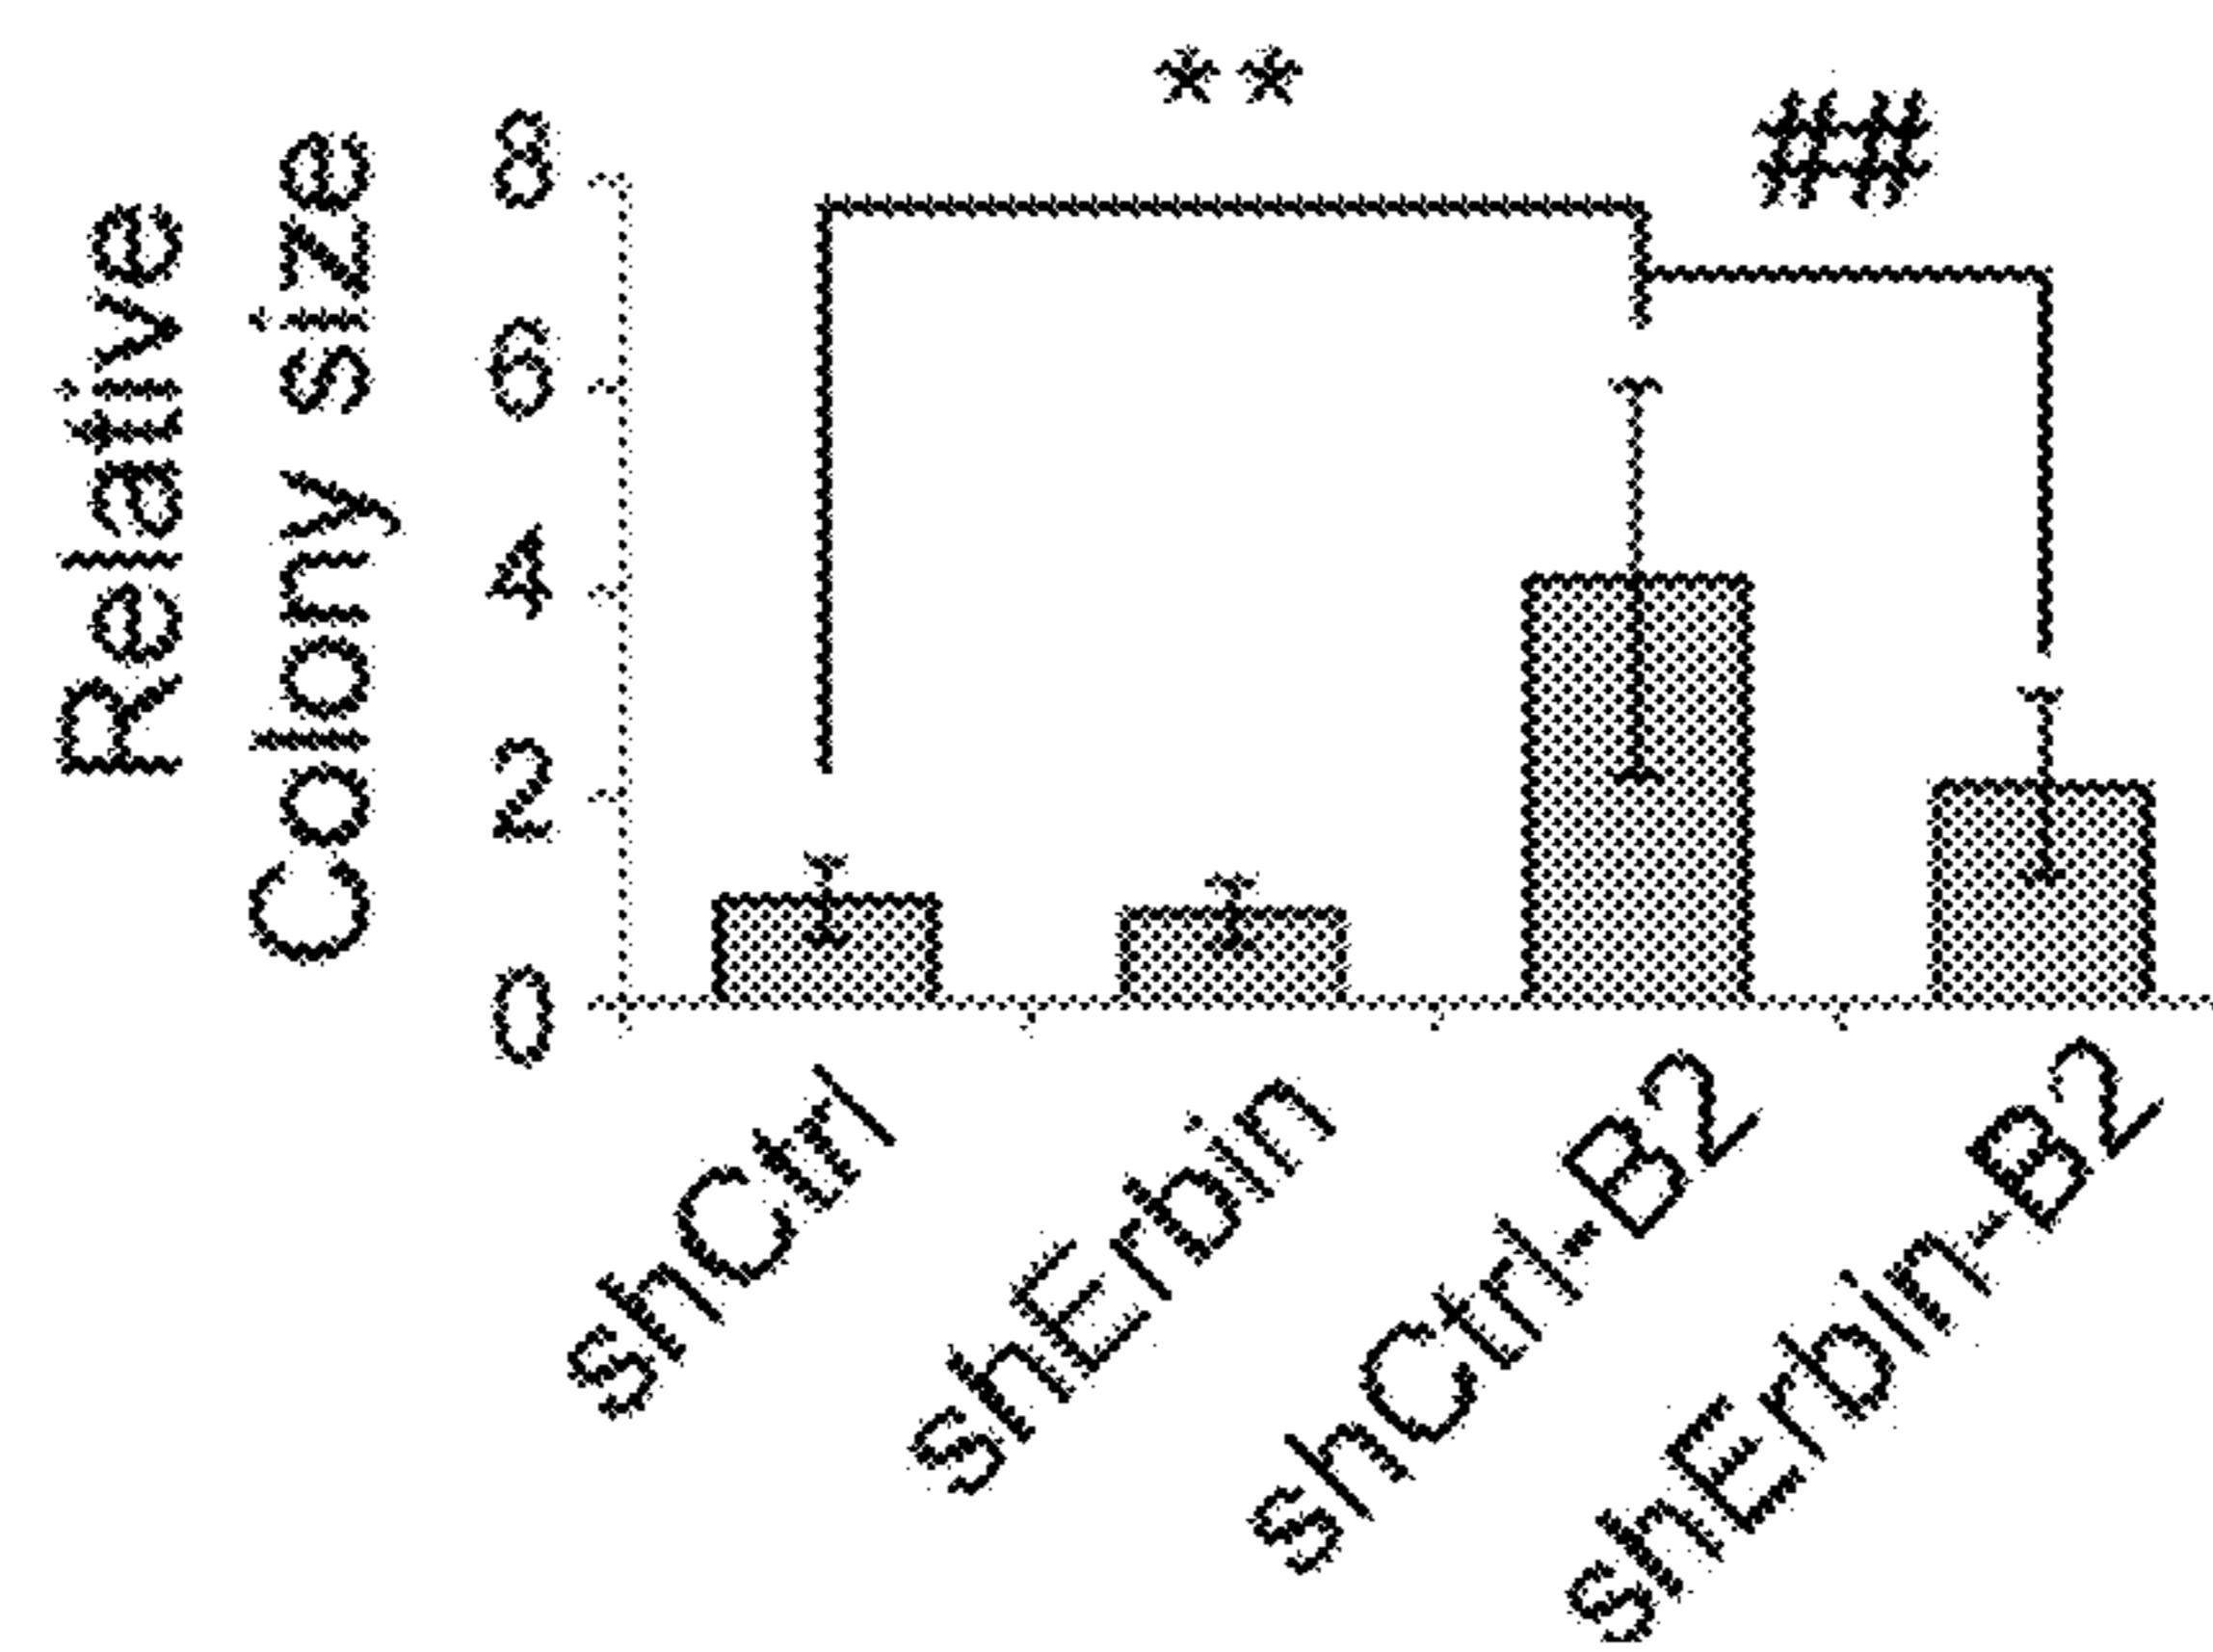 Relative
Colony size
**
##
8
6
4
2
0
shCtrl
shErbin
shCtrl-B2
shErbin-B2